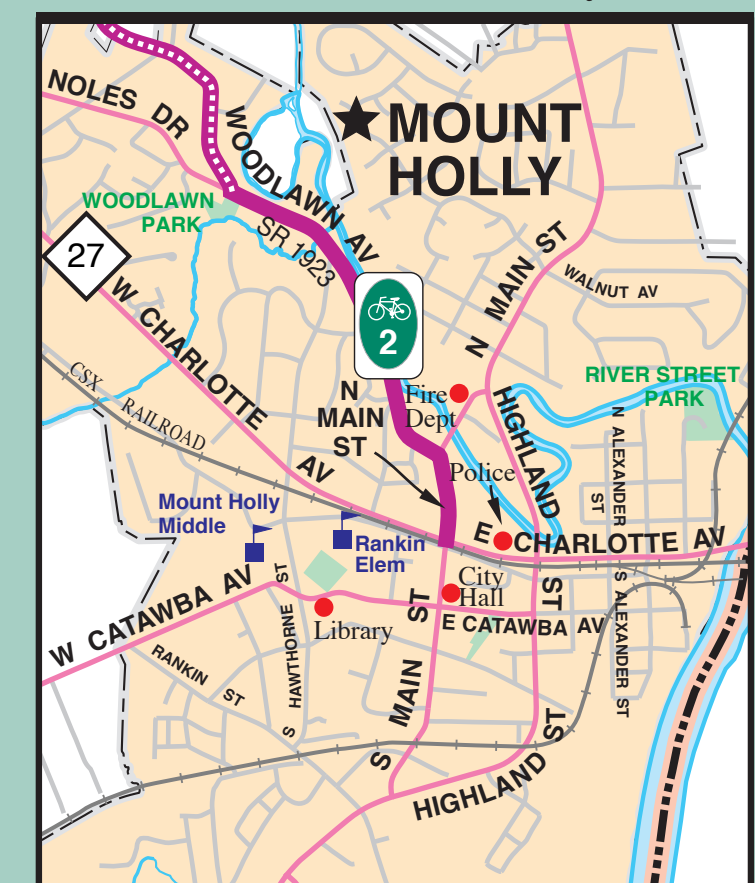 NOLES DR
WOODLAWN AV
MOUNT
HOLLY
WOODLAWN
PARK
SR 1923
27
N MAIN ST
WALNUT AV
W CHARLOTTE AV
2
CSX RAILROAD
N
MAIN
ST
Fire
Dept
RIVER STREET
PARK
HIGHLAND ST
N ALEXANDER ST
Police
Mount Holly
Middle
Rankin
Elem
E CHARLOTTE AV
W CATAWBA AV
City
Hall
Library
E CATAWBA AV
S ALEXANDER ST
RANKIN ST
S HAWTHORNE ST
S MAIN ST
HIGHLAND ST